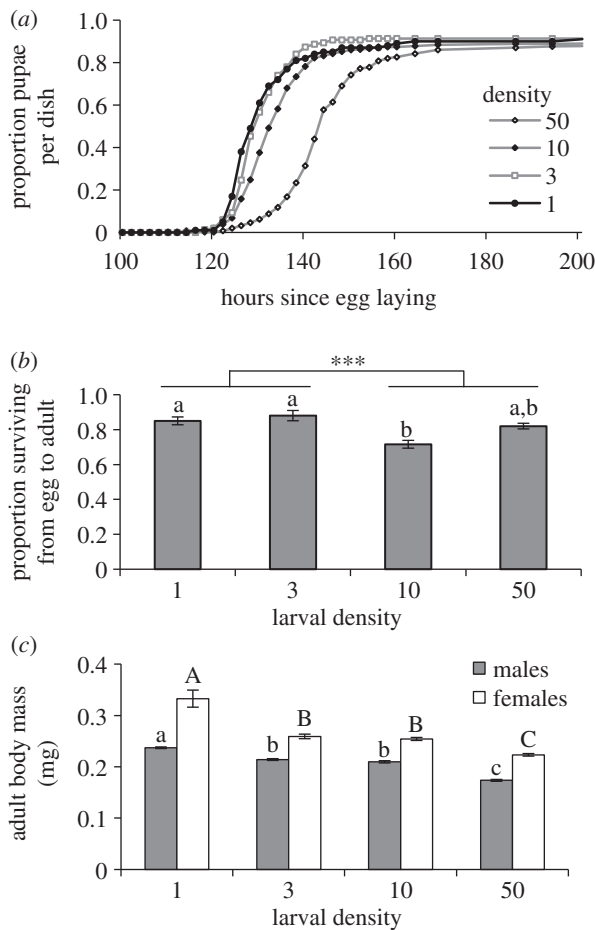 (a)
1.0
0.8
0.6
0.4
0.2
0
proportion pupae
per dish
density
50
10
3
1
100 120 140 160 180 200
hours since egg laying
(b)
***
1.0
0.8
0.6
0.4
0.2
0
proportion surviving
from egg to adult
a a b a,b
1 3 10 50
larval density
(c)
0.4
0.3
0.2
0.1
0
adult body mass
(mg)
males
females
a A b B b B c C
1 3 10 50
larval density